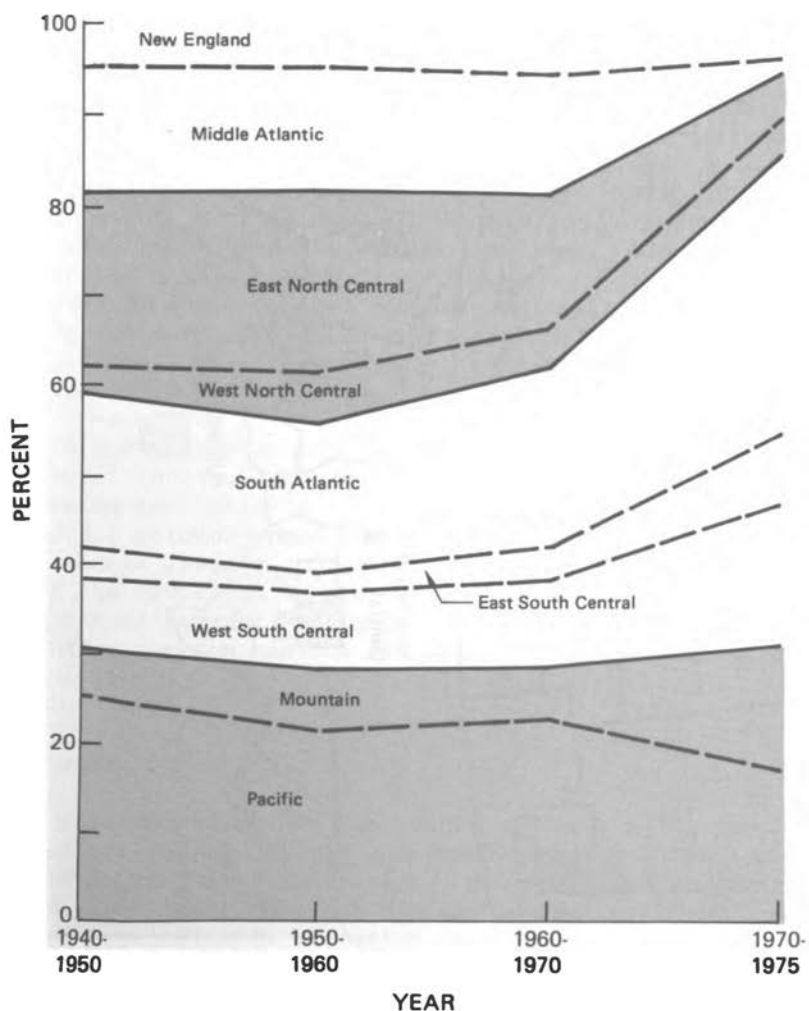 100
New England
Middle Atlantic
80
East North Central
West North Central
60
PERCENT
South Atlantic
40
East South Central
West South Central
Mountain
20
Pacific
0
1940-
1950
1950-
1960
1960-
1970
1970-
1975
YEAR